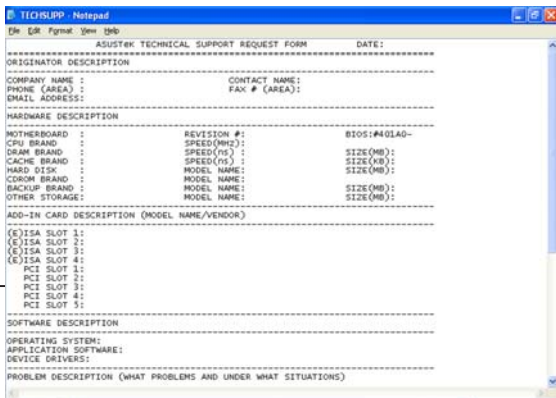 TECHSUPP - Notepad
File Edit Format View Help
ASUSTeK TECHNICAL SUPPORT REQUEST FORM DATE:
ORIGINATOR DESCRIPTION
COMPANY NAME : CONTACT NAME:
PHONE (AREA) : FAX # (AREA):
EMAIL ADDRESS:
HARDWARE DESCRIPTION
MOTHERBOARD : REVISION #: BIOS:#401A0-
CPU BRAND : SPEED(MHZ):
DRAM BRAND : SPEED(ns) : SIZE(MB):
CACHE BRAND : SPEED(ns) : SIZE(KB):
HARD DISK : MODEL NAME: SIZE(MB):
CDROM BRAND : MODEL NAME:
BACKUP BRAND : MODEL NAME: SIZE(MB):
OTHER STORAGE: MODEL NAME: SIZE(MB):
ADD-IN CARD DESCRIPTION (MODEL NAME/VENDOR)
(E)ISA SLOT 1:
(E)ISA SLOT 2:
(E)ISA SLOT 3:
(E)ISA SLOT 4:
PCI SLOT 1:
PCI SLOT 2:
PCI SLOT 3:
PCI SLOT 4:
PCI SLOT 5:
SOFTWARE DESCRIPTION
OPERATING SYSTEM:
APPLICATION SOFTWARE:
DEVICE DRIVERS:
PROBLEM DESCRIPTION (WHAT PROBLEMS AND UNDER WHAT SITUATIONS)